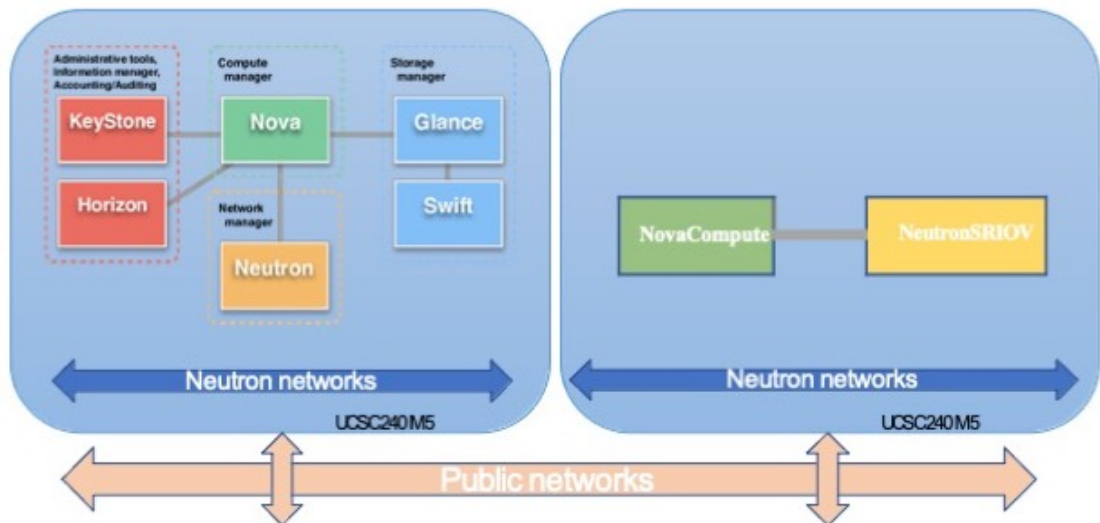 Administrative tools,
Information manager,
Accounting/Auditing
KeyStone
Horizon
Compute
manager
Nova
Network
manager
Neutron
Storage
manager
Glance
Swift
Neutron networks
UCSC240 M5
NovaCompute
NeutronSRIOV
Neutron networks
UCSC240 M5
Public networks